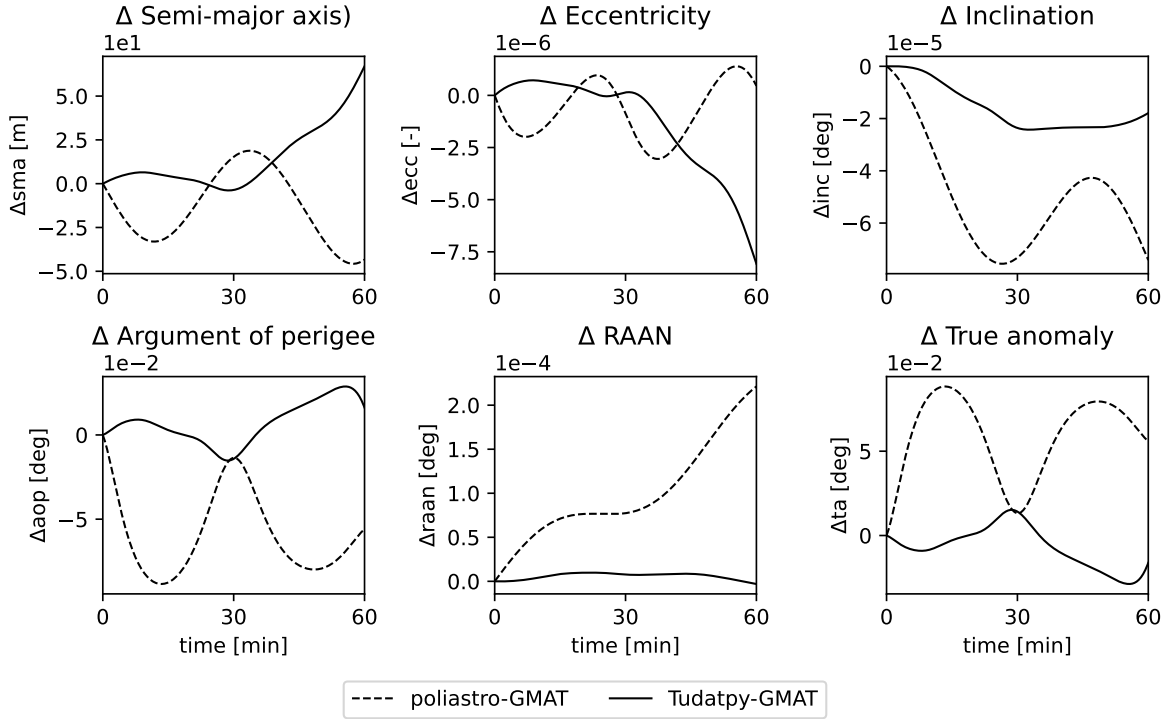 Δ Semi-major axis)
1e1
Δsma [m]
5.0
2.5
0.0
−2.5
−5.0
0
30
60
Δ Eccentricity
1e−6
Δecc [-]
0.0
−2.5
−5.0
−7.5
0
30
60
Δ Inclination
1e−5
Δinc [deg]
0
−2
−4
−6
0
30
60
Δ Argument of perigee
1e−2
Δaop [deg]
0
−5
0
30
60
time [min]
Δ RAAN
1e−4
Δraan [deg]
2.0
1.5
1.0
0.5
0.0
0
30
60
time [min]
Δ True anomaly
1e−2
Δta [deg]
5
0
0
30
60
time [min]
poliastro-GMAT
Tudatpy-GMAT